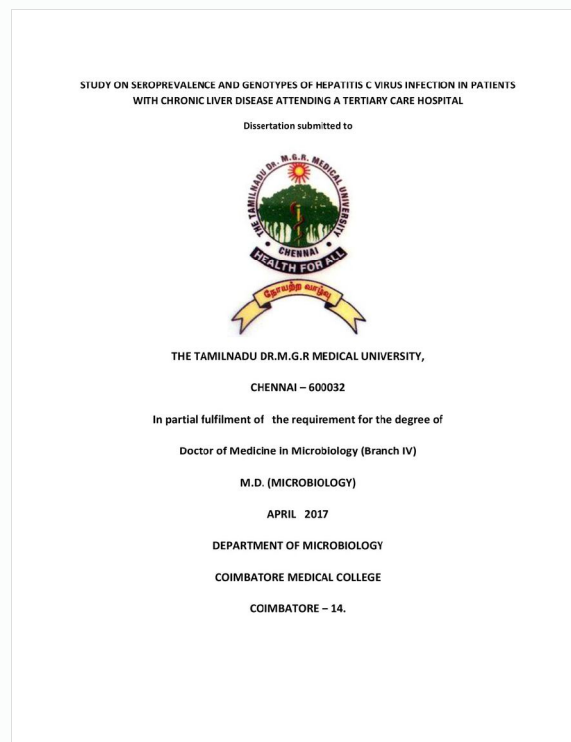 STUDY ON SEROPREVALENCE AND GENOTYPES OF HEPATITIS C VIRUS INFECTION IN PATIENTS
WITH CHRONIC LIVER DISEASE ATTENDING A TERTIARY CARE HOSPITAL
Dissertation submitted to
THE TAMILNADU Dr. M.G.R. MEDICAL UNIVERSITY
CHENNAI
HEALTH FOR ALL
நோயற்ற வாழ்வு
THE TAMILNADU DR.M.G.R MEDICAL UNIVERSITY,
CHENNAI – 600032
In partial fulfilment of the requirement for the degree of
Doctor of Medicine in Microbiology (Branch IV)
M.D. (MICROBIOLOGY)
APRIL 2017
DEPARTMENT OF MICROBIOLOGY
COIMBATORE MEDICAL COLLEGE
COIMBATORE – 14.